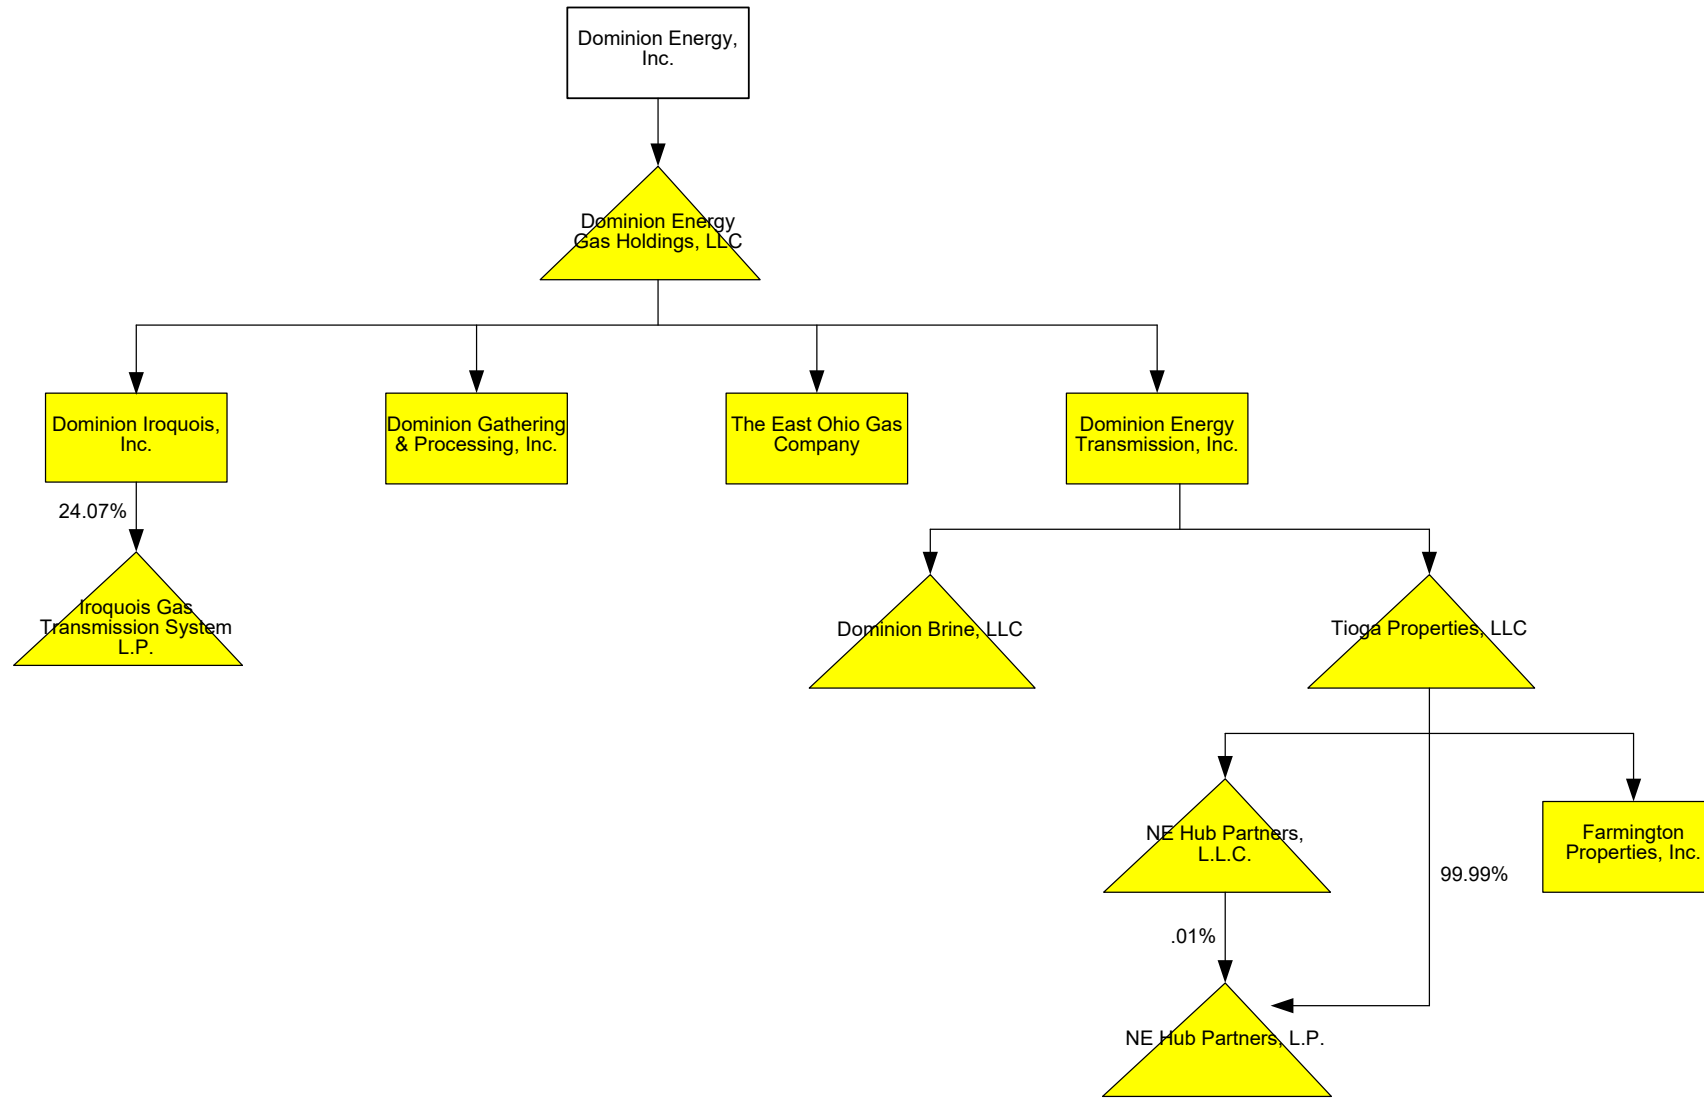 Dominion Energy,
Inc.
Dominion Energy
Gas Holdings, LLC
Dominion Iroquois,
Inc.
Dominion Gathering
& Processing, Inc.
The East Ohio Gas
Company
Dominion Energy
Transmission, Inc.
24.07%
Iroquois Gas
Transmission System
L.P.
Dominion Brine, LLC
Tioga Properties, LLC
NE Hub Partners,
L.L.C.
Farmington
Properties, Inc.
99.99%
.01%
NE Hub Partners, L.P.